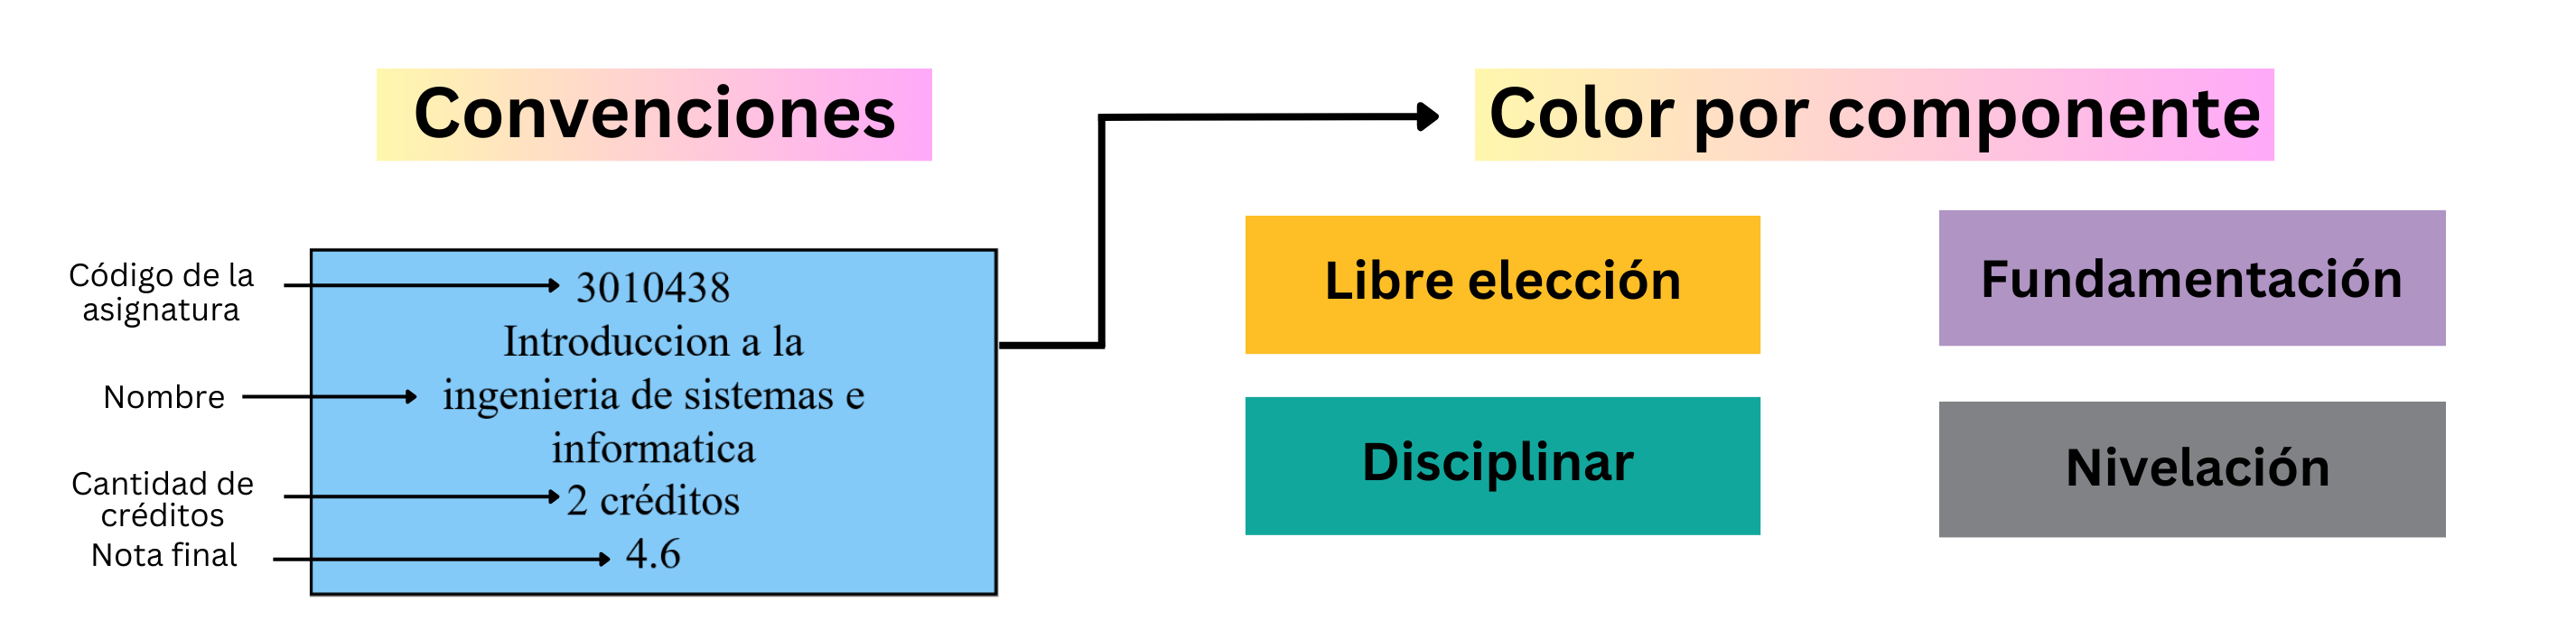 Convenciones
Código de la
asignatura
Nombre
Cantidad de
créditos
Nota final
3010438
Introduccion a la
ingenieria de sistemas e
informatica
2 créditos
4.6
Color por componente
Libre elección
Fundamentación
Disciplinar
Nivelación